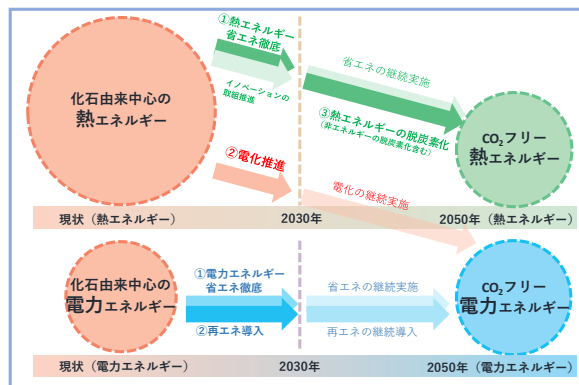 ①熱エネルギー
省エネ徹底
イノベーションの
取組推進
化石由来中心の
熱エネルギー
②電化推進
省エネの継続実施
③熱エネルギーの脱炭素化
（非エネルギーの脱炭素化含む）
電化の継続実施
CO₂フリー
熱エネルギー
現状（熱エネルギー）
2030年
2050年（熱エネルギー）
化石由来中心の
電力エネルギー
①電力エネルギー
省エネ徹底
②再エネ導入
省エネの継続実施
再エネの継続導入
CO₂フリー
電力エネルギー
現状（電力エネルギー）
2030年
2050年（電力エネルギー）